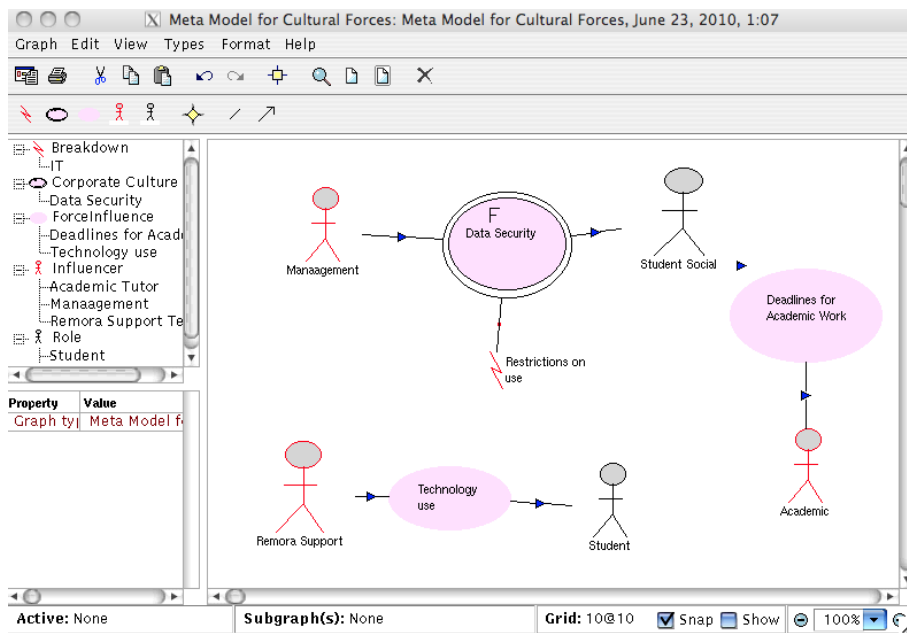 Meta Model for Cultural Forces: Meta Model for Cultural Forces, June 23, 2010, 1:07
Graph Edit View Types Format Help
Breakdown
IT
Corporate Culture
Data Security
ForceInfluence
Deadlines for Acad
Technology use
Influencer
Academic Tutor
Manaagement
Remora Support Te
Role
Student
Property Value
Graph ty Meta Model f
Manaagement
F
Data Security
Student Social
Deadlines for
Academic Work
Restrictions on
use
Academic
Remora Support
Technology
use
Student
Active: None Subgraph(s): None Grid: 10@10 Snap Show 100%